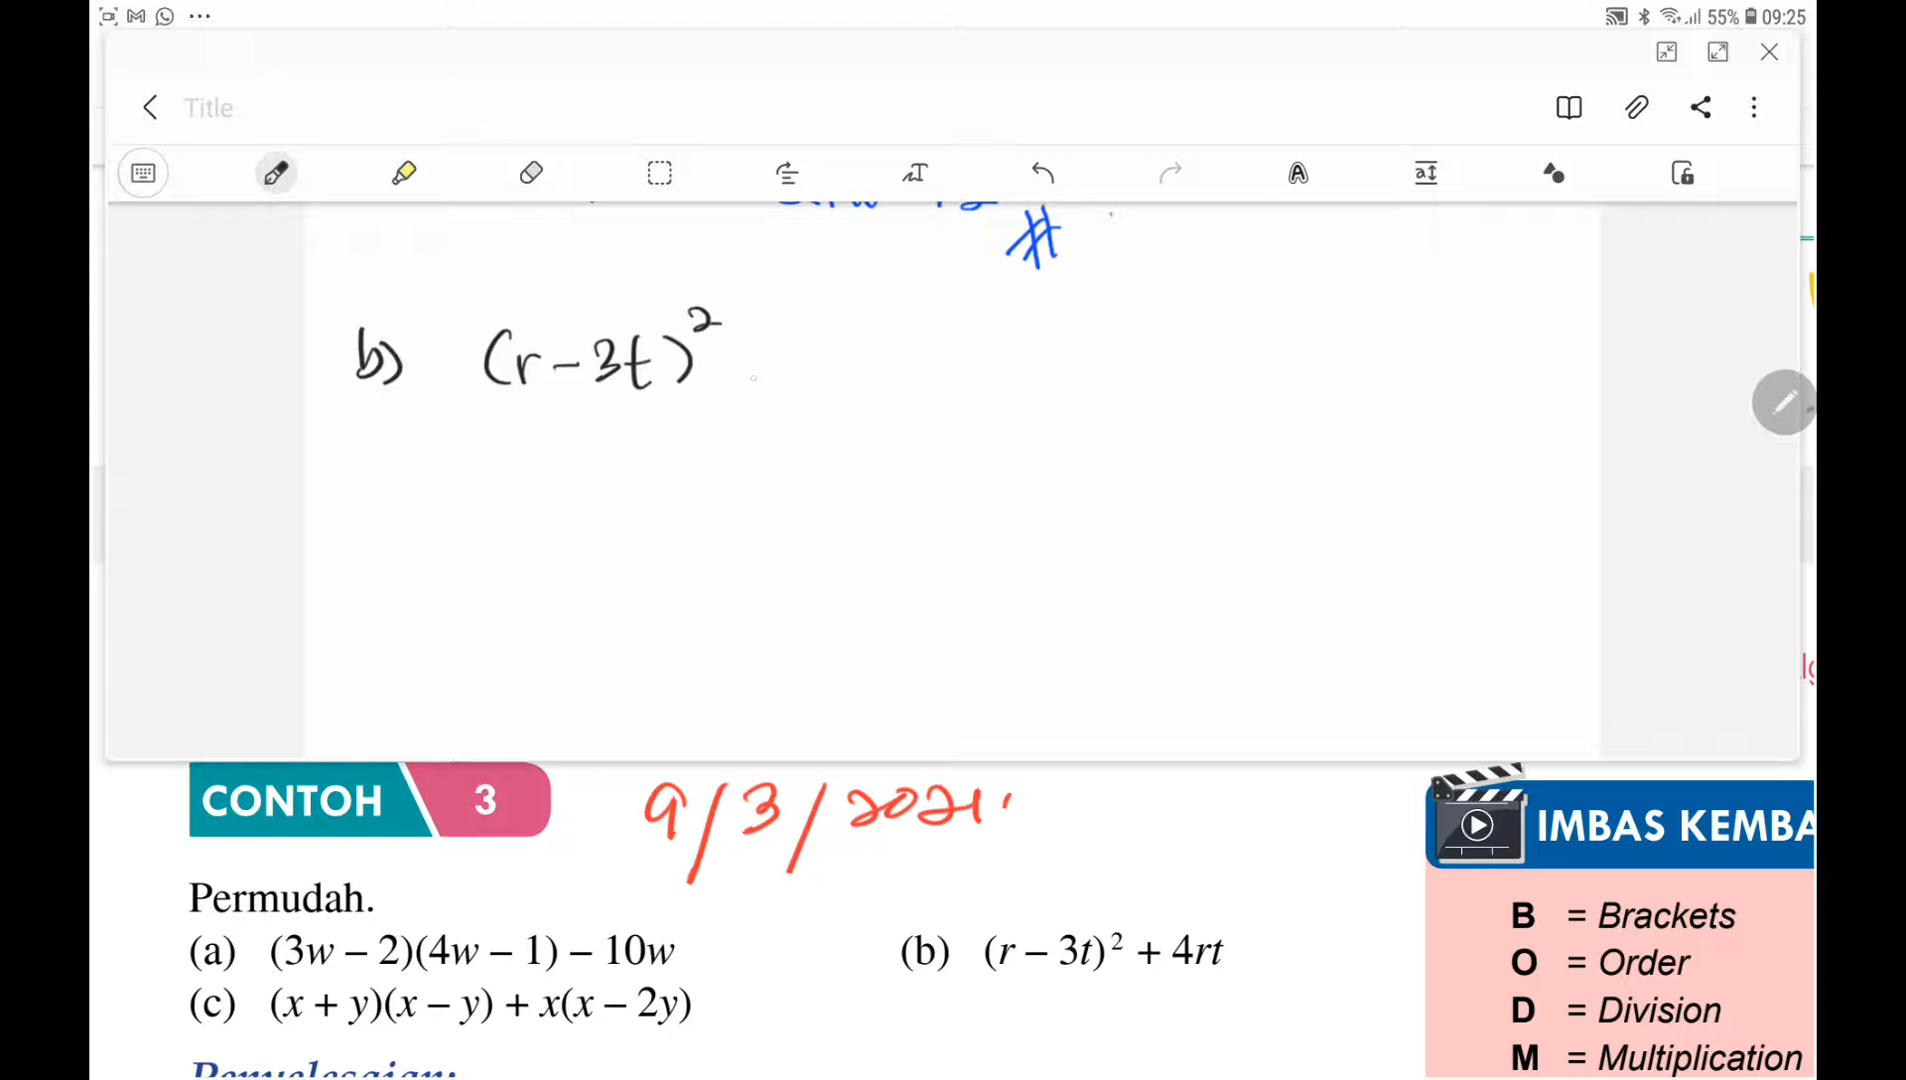 55% 09:25
Title
#
b) (r-3t)²
CONTOH 3
9/3/2021
IMBAS KEMBA
Permudah.
(a) (3w – 2)(4w – 1) – 10w
(b) (r – 3t)² + 4rt
(c) (x + y)(x – y) + x(x – 2y)
Penyelesaian:
B = Brackets
O = Order
D = Division
M = Multiplication